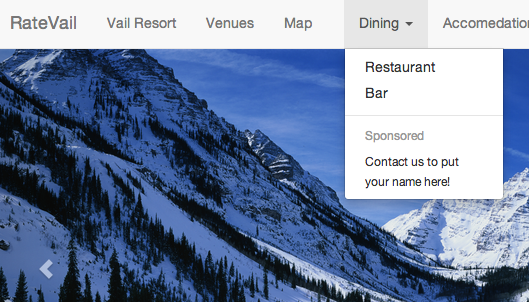 RateVail Vail Resort Venues Map Dining Accomedation
Restaurant
Bar
Sponsored
Contact us to put
your name here!